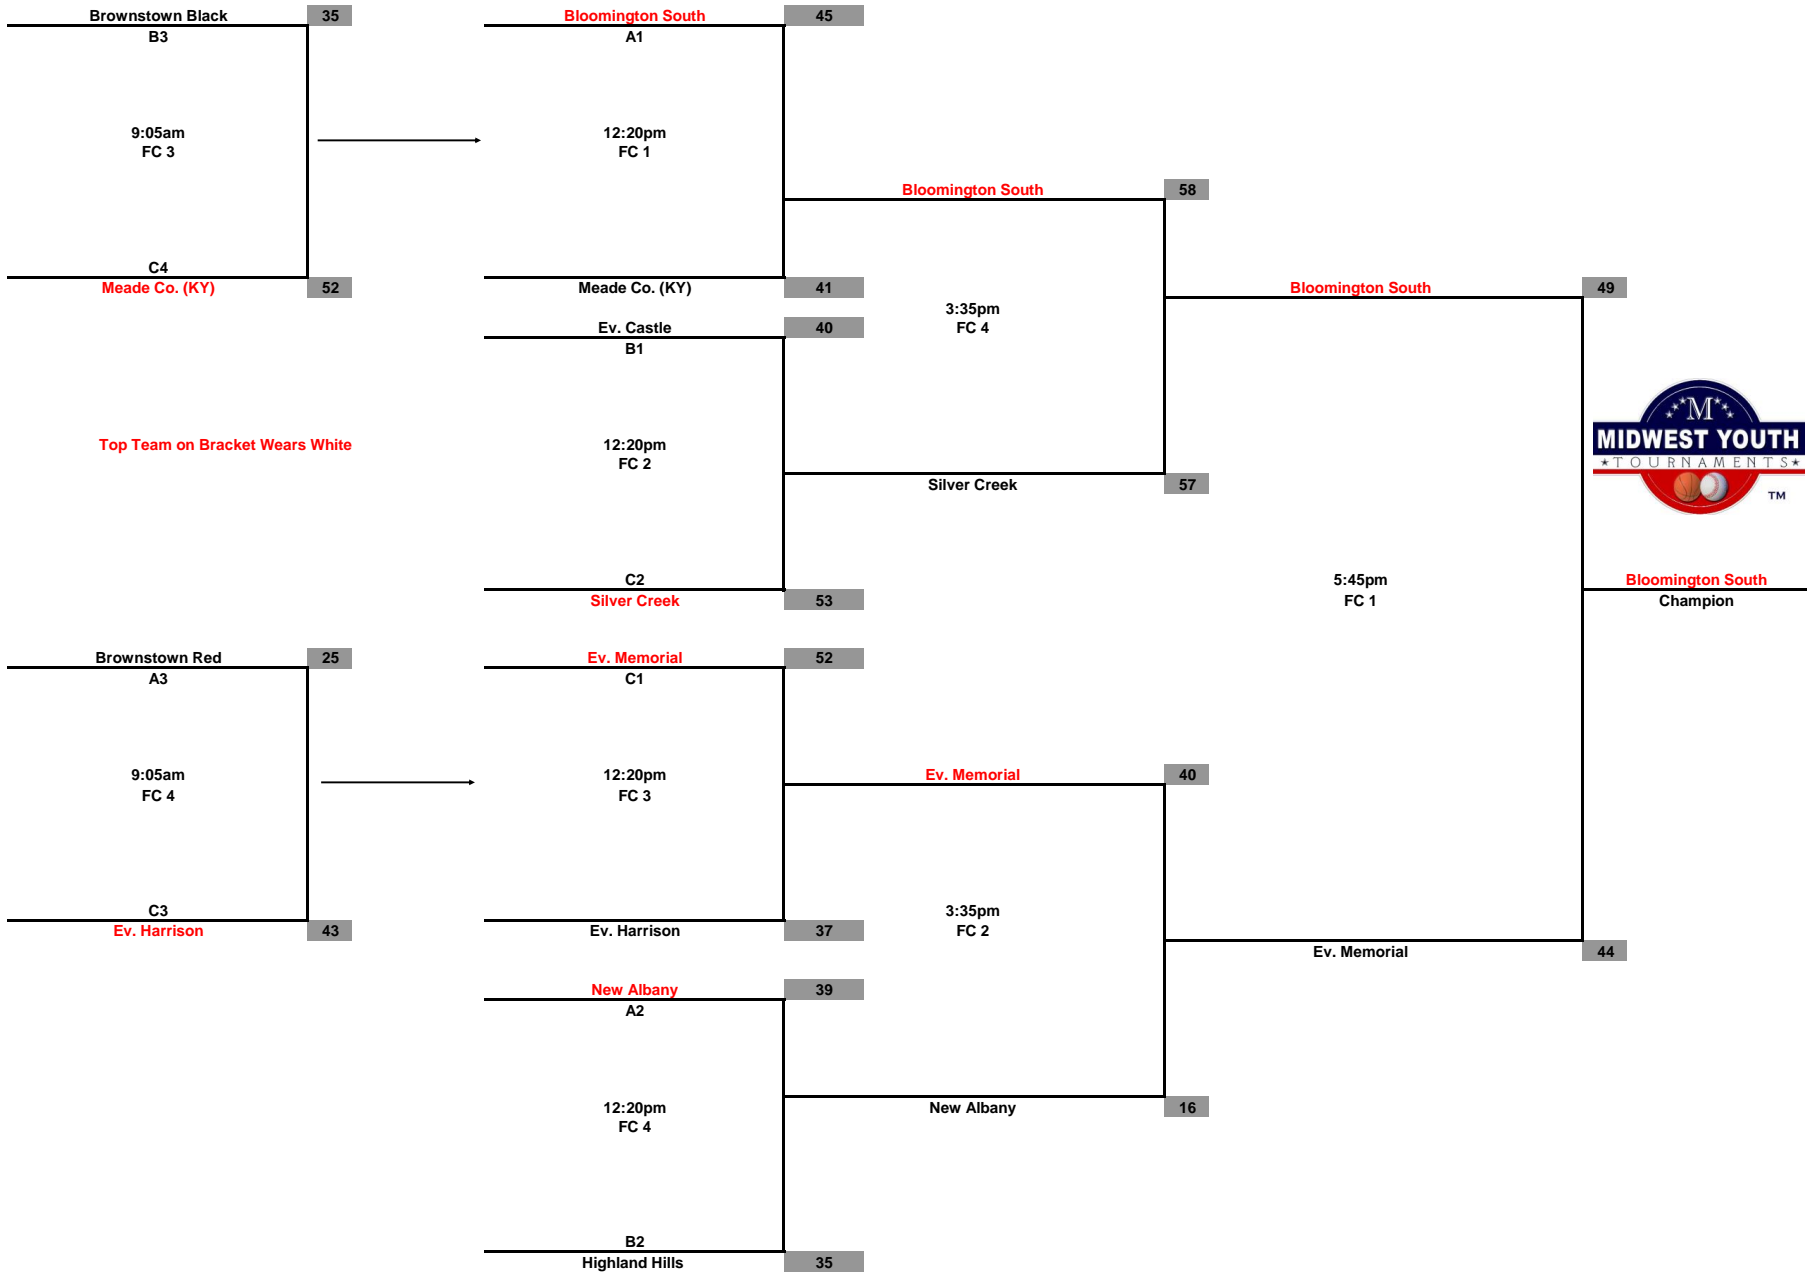 Brownstown Black 35
B3
9:05am
FC 3
C4
Meade Co. (KY) 52
Bloomington South 45
A1
12:20pm
FC 1
Meade Co. (KY) 41
Ev. Castle 40
B1
12:20pm
FC 2
C2
Silver Creek 53
Top Team on Bracket Wears White
Brownstown Red 25
A3
9:05am
FC 4
C3
Ev. Harrison 43
Ev. Memorial 52
C1
12:20pm
FC 3
Ev. Harrison 37
New Albany 39
A2
12:20pm
FC 4
B2
Highland Hills 35
Bloomington South 58
3:35pm
FC 4
Silver Creek 57
Ev. Memorial 40
3:35pm
FC 2
New Albany 16
Bloomington South 49
5:45pm
FC 1
Ev. Memorial 44
M
MIDWEST YOUTH
TOURNAMENTS
TM
Bloomington South
Champion